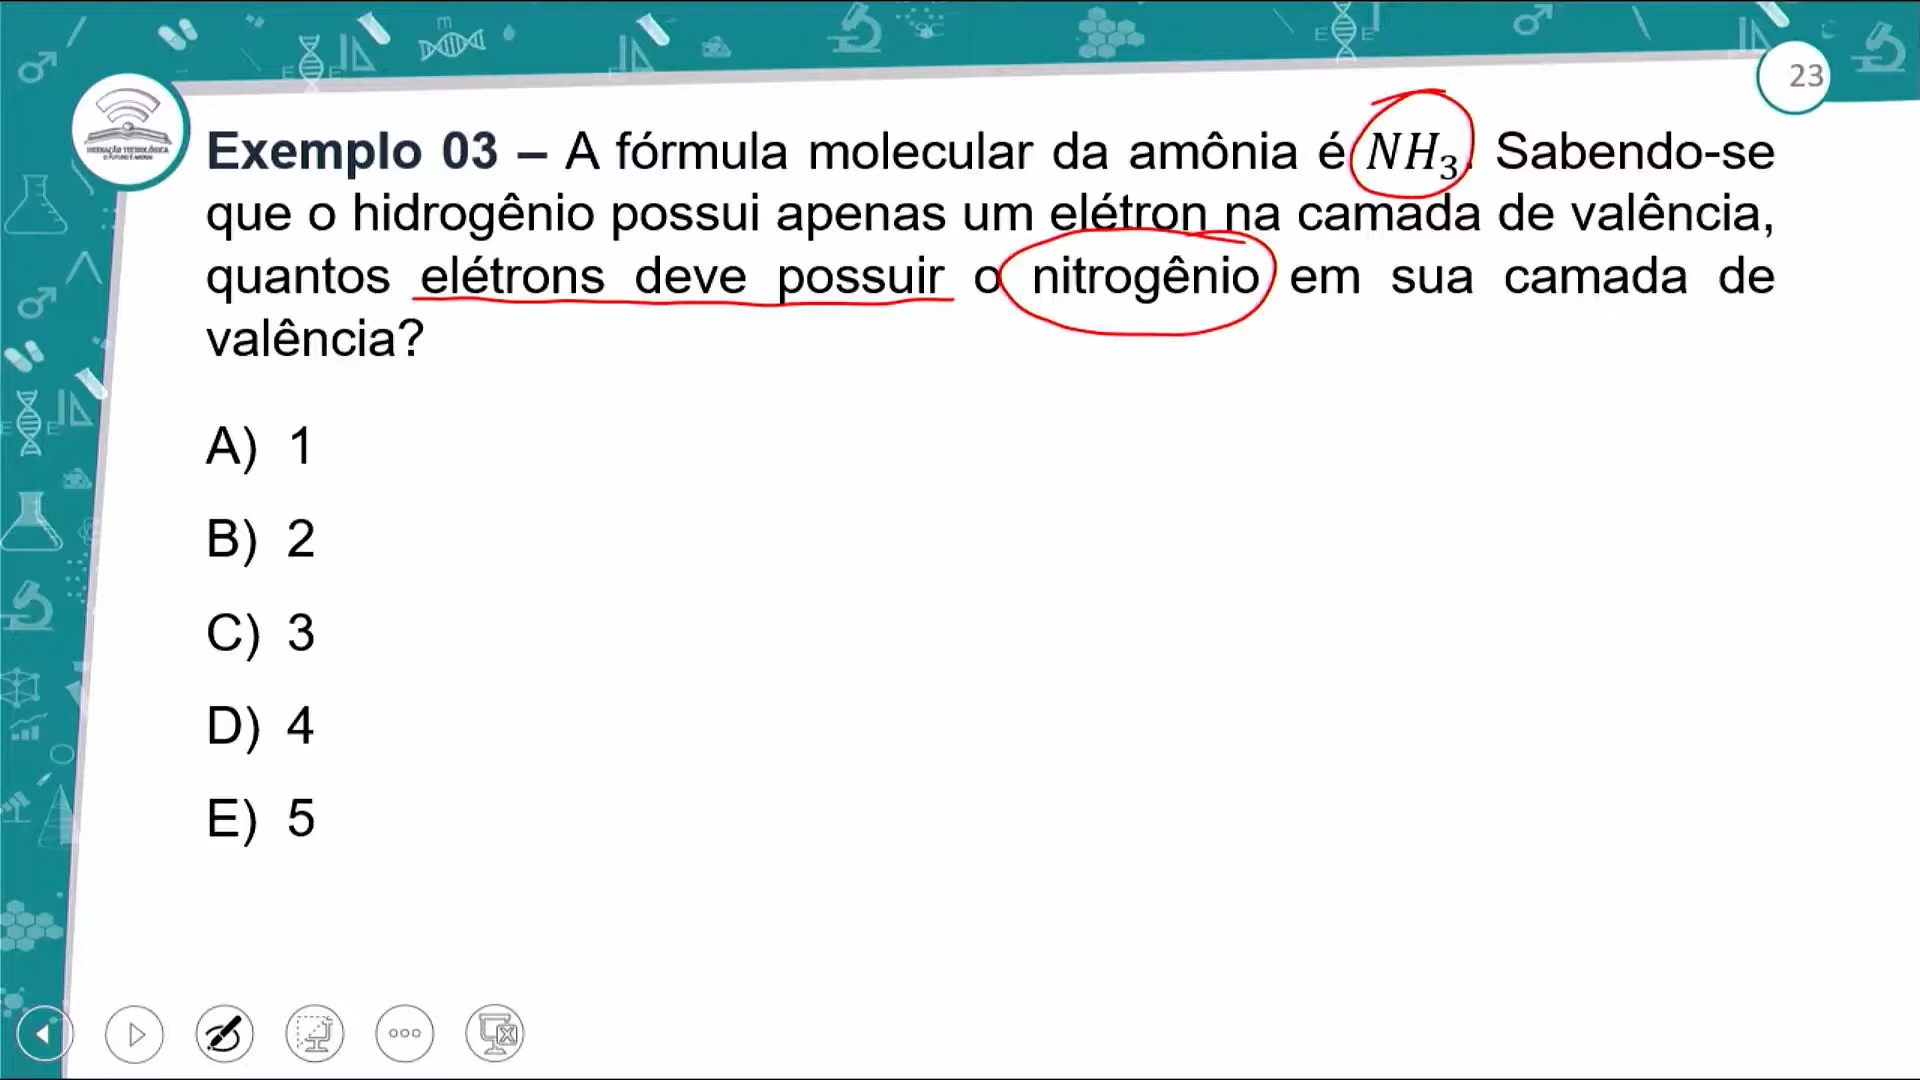 23
Exemplo 03 – A fórmula molecular da amônia é NH₃. Sabendo-se
que o hidrogênio possui apenas um elétron na camada de valência,
quantos elétrons deve possuir o nitrogênio em sua camada de
valência?
A) 1
B) 2
C) 3
D) 4
E) 5